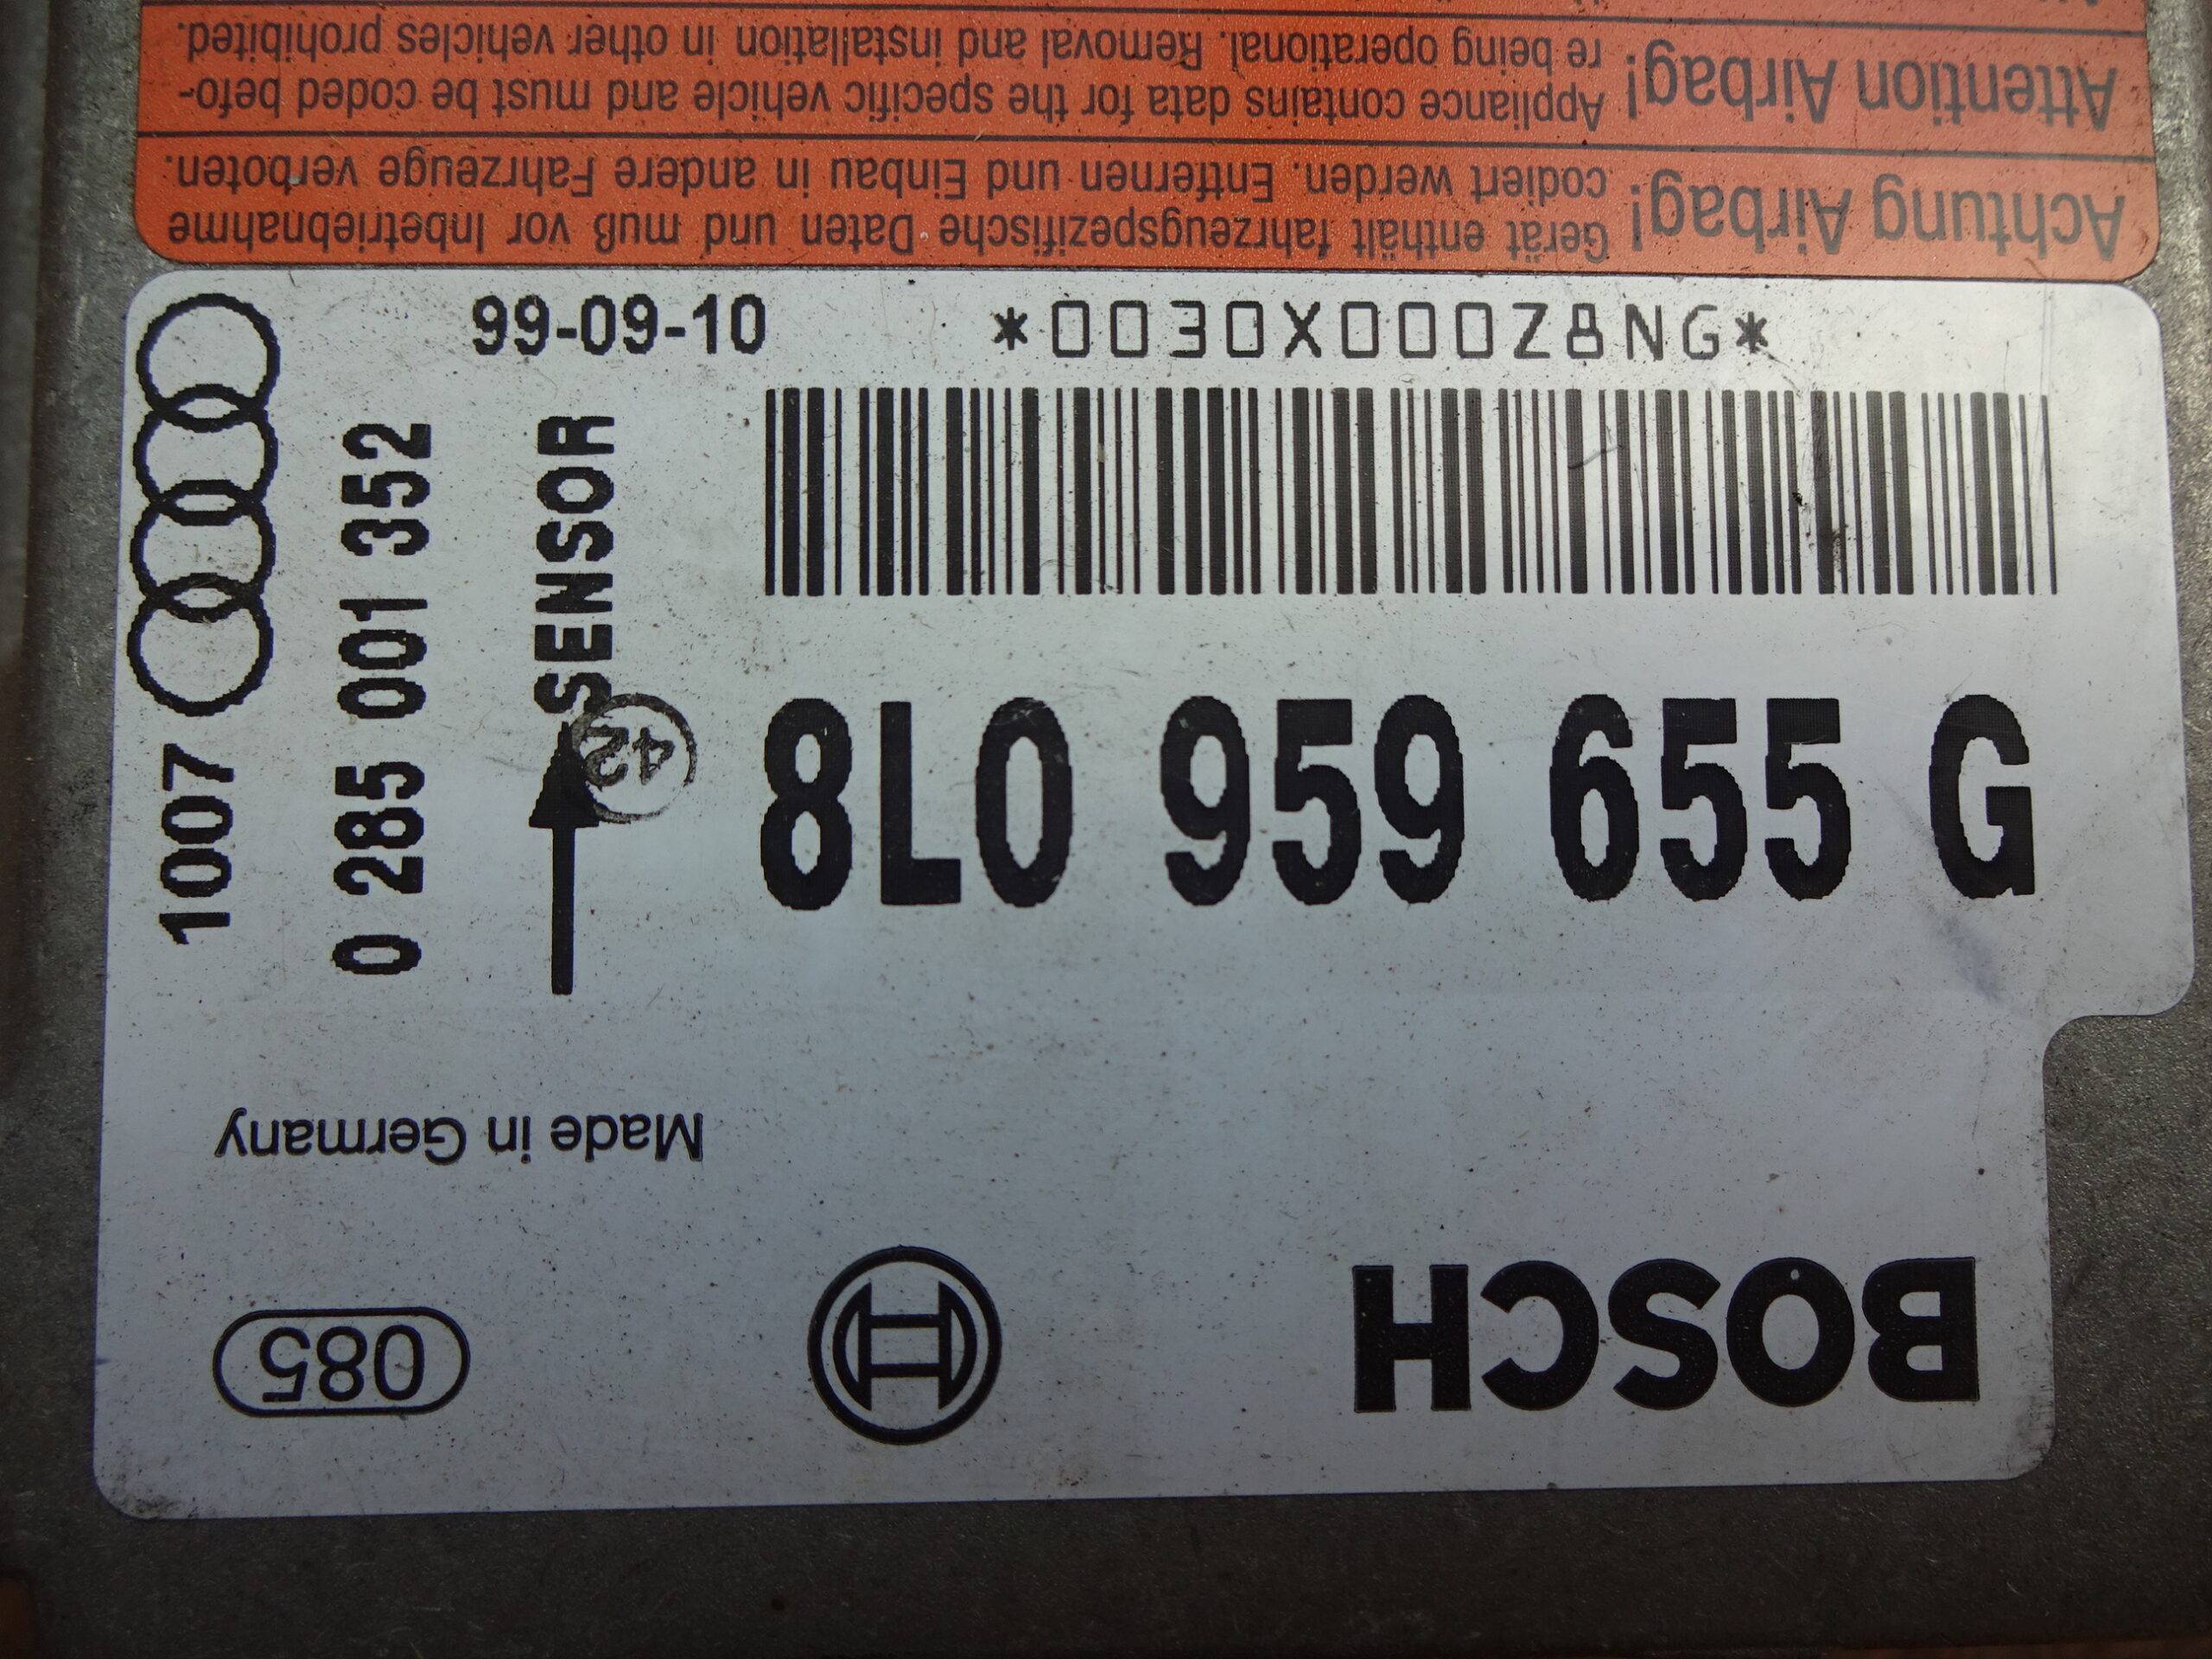 Achtung Airbag! Gerät enthält fahrzeugspezifische Daten und muß vor Inbetriebnahme
codiert werden. Entfernen und Einbau in andere Fahrzeuge verboten.
Attention Airbag! Appliance contains data for the specific vehicle and must be coded befo-
re being operational. Removal and installation in other vehicles prohibited.
99-09-10
*0030X000Z8NG*
1007
0 285 001 352
SENSOR
42
8L0 959 655 G
Made in Germany
085
BOSCH